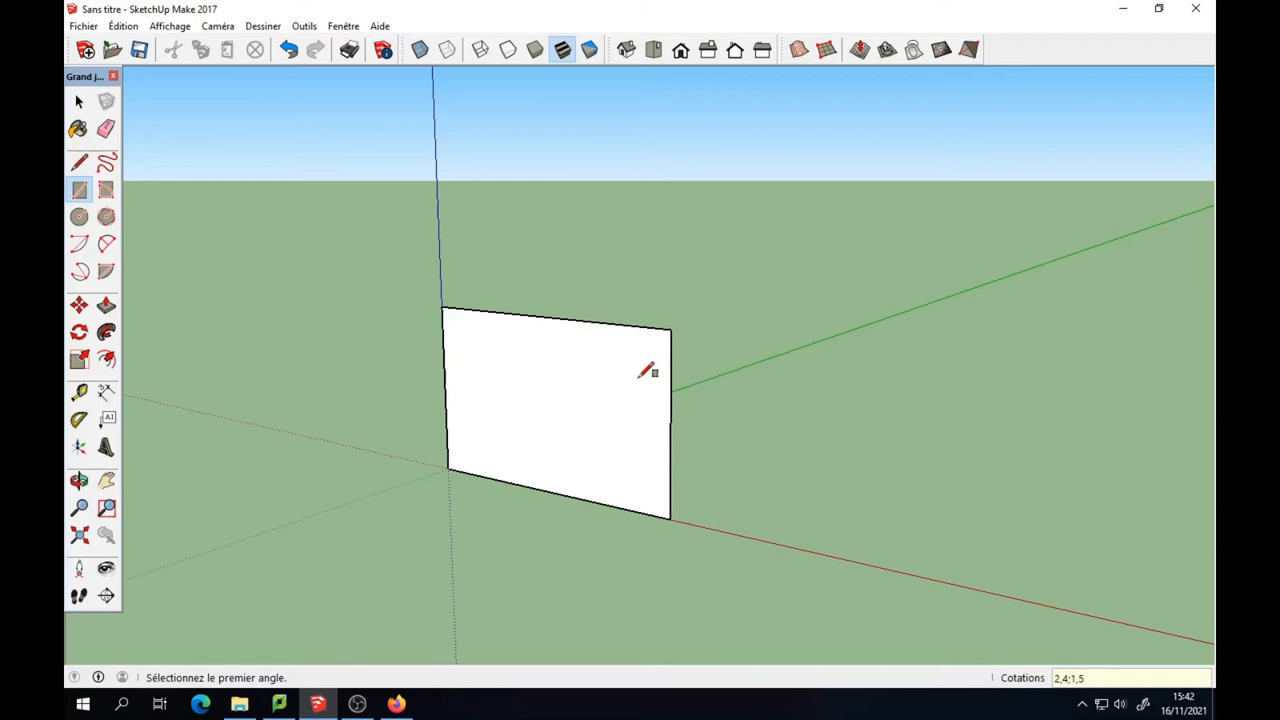 Sans titre - SketchUp Make 2017
Fichier Édition Affichage Caméra Dessiner Outils Fenêtre Aide
Grand j...
A1
Sélectionnez le premier angle.
Cotations 2,4;1,5
15:42
16/11/2021